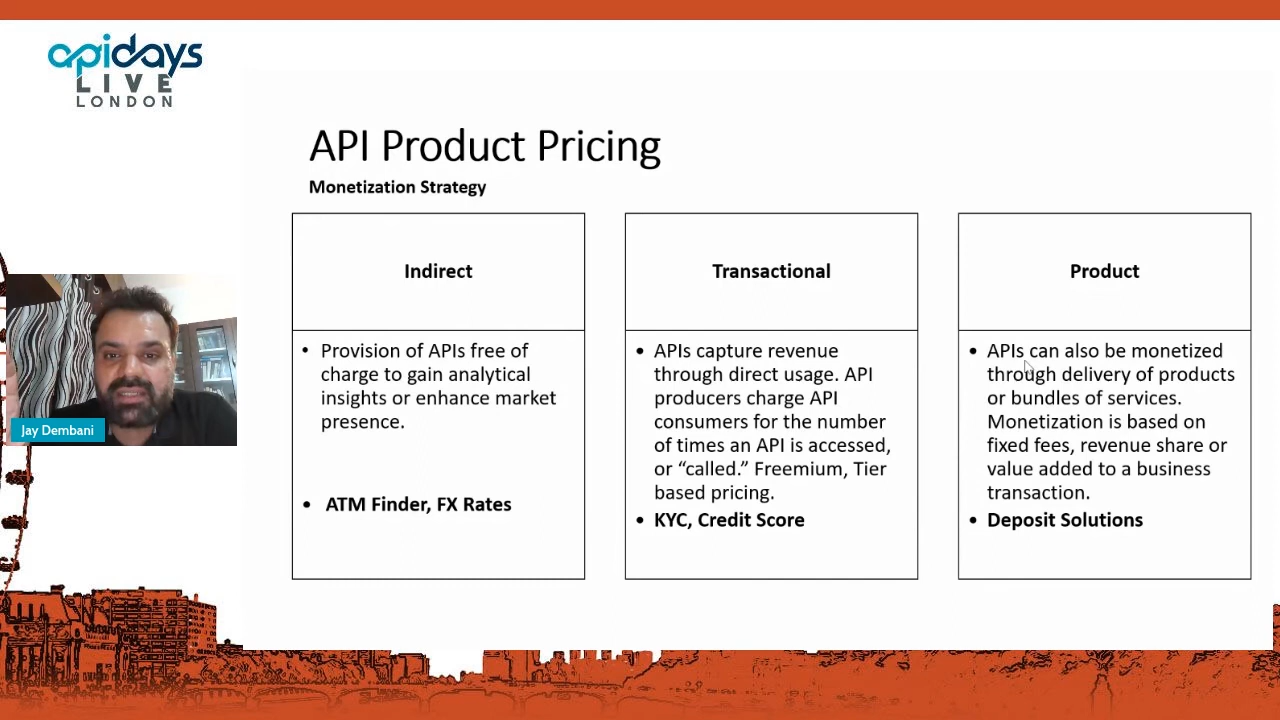 apidays
LIVE
LONDON
API Product Pricing
Monetization Strategy
Indirect
• Provision of APIs free of
charge to gain analytical
insights or enhance market
presence.
• ATM Finder, FX Rates
Transactional
• APIs capture revenue
through direct usage. API
producers charge API
consumers for the number
of times an API is accessed,
or “called.” Freemium, Tier
based pricing.
• KYC, Credit Score
Product
• APIs can also be monetized
through delivery of products
or bundles of services.
Monetization is based on
fixed fees, revenue share or
value added to a business
transaction.
• Deposit Solutions
Jay Dembani